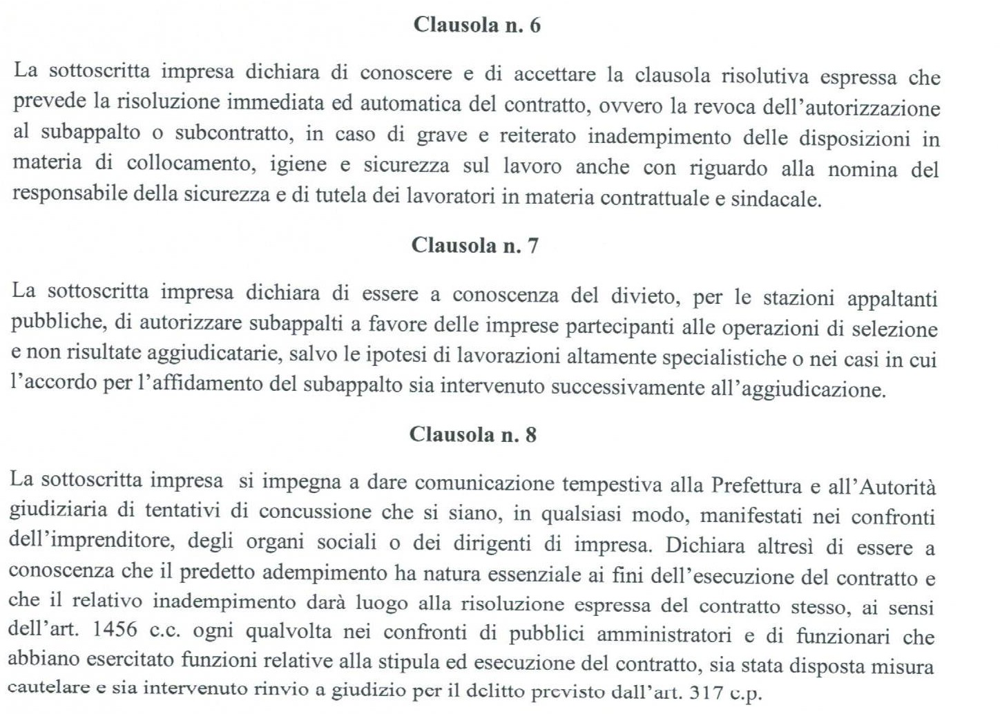 Clausola n. 6
La sottoscritta impresa dichiara di conoscere e di accettare la clausola risolutiva espressa che
prevede la risoluzione immediata ed automatica del contratto, ovvero la revoca dell’autorizzazione
al subappalto o subcontratto, in caso di grave e reiterato inadempimento delle disposizioni in
materia di collocamento, igiene e sicurezza sul lavoro anche con riguardo alla nomina del
responsabile della sicurezza e di tutela dei lavoratori in materia contrattuale e sindacale.
Clausola n. 7
La sottoscritta impresa dichiara di essere a conoscenza del divieto, per le stazioni appaltanti
pubbliche, di autorizzare subappalti a favore delle imprese partecipanti alle operazioni di selezione
e non risultate aggiudicatarie, salvo le ipotesi di lavorazioni altamente specialistiche o nei casi in cui
l’accordo per l’affidamento del subappalto sia intervenuto successivamente all’aggiudicazione.
Clausola n. 8
La sottoscritta impresa si impegna a dare comunicazione tempestiva alla Prefettura e all’Autorità
giudiziaria di tentativi di concussione che si siano, in qualsiasi modo, manifestati nei confronti
dell’imprenditore, degli organi sociali o dei dirigenti di impresa. Dichiara altresì di essere a
conoscenza che il predetto adempimento ha natura essenziale ai fini dell’esecuzione del contratto e
che il relativo inadempimento darà luogo alla risoluzione espressa del contratto stesso, ai sensi
dell’art. 1456 c.c. ogni qualvolta nei confronti di pubblici amministratori e di funzionari che
abbiano esercitato funzioni relative alla stipula ed esecuzione del contratto, sia stata disposta misura
cautelare e sia intervenuto rinvio a giudizio per il delitto previsto dall’art. 317 c.p.